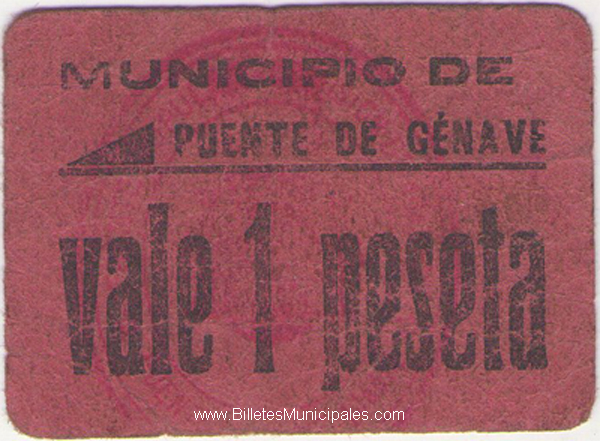 MUNICIPIO DE
PUENTE DE GÉNAVE
vale 1 peseta
www.BilletesMunicipales.com